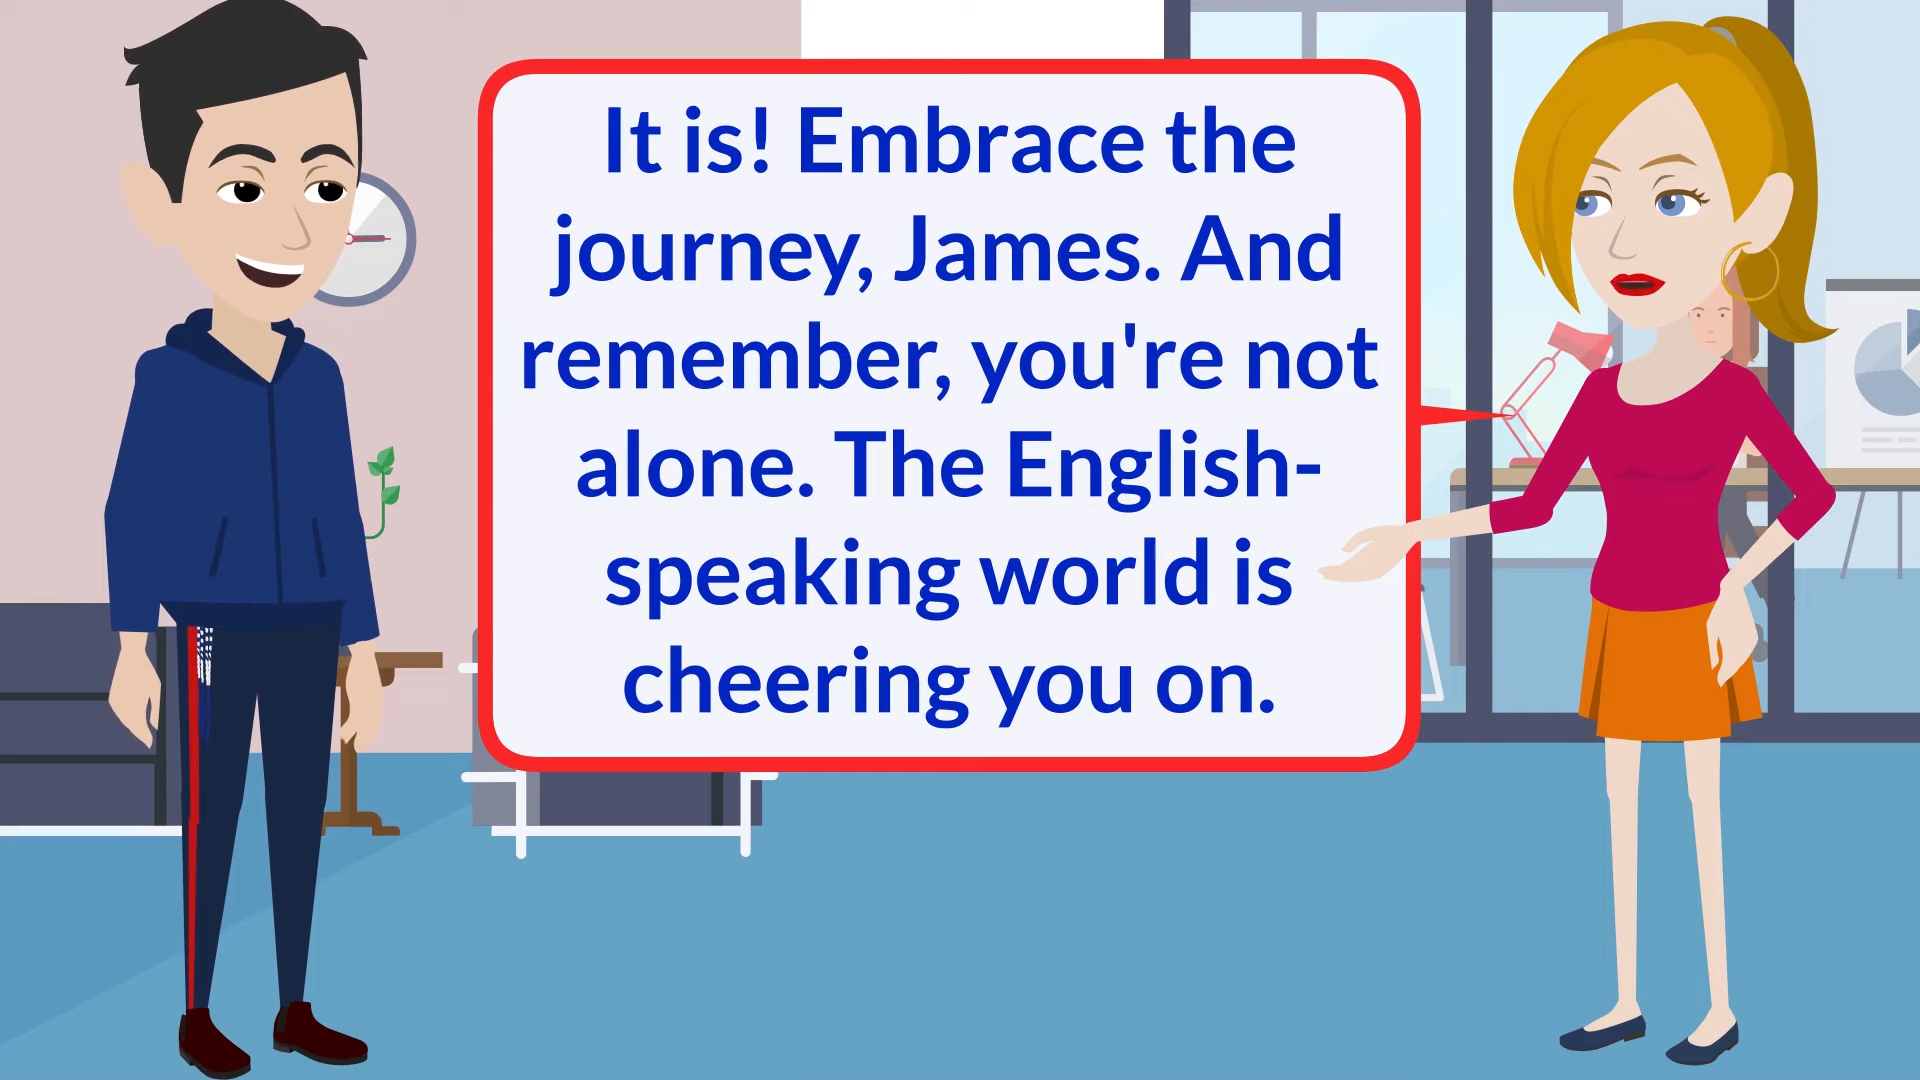 It is! Embrace the
journey, James. And
remember, you're not
alone. The English-
speaking world is
cheering you on.